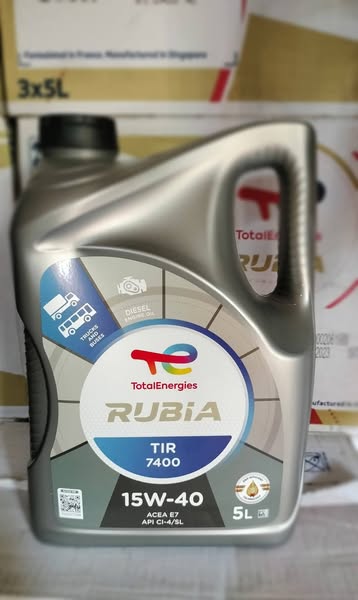 Formulated in France, Manufactured in Singapore
3x5L
TRUCKS
AND
BUSES
DIESEL
ENGINE OIL
TotalEnergies
RUBIA
TIR
7400
15W-40
ACEA E7
API CI-4/SL
5L
TotalEnergies
RUBIA
2023